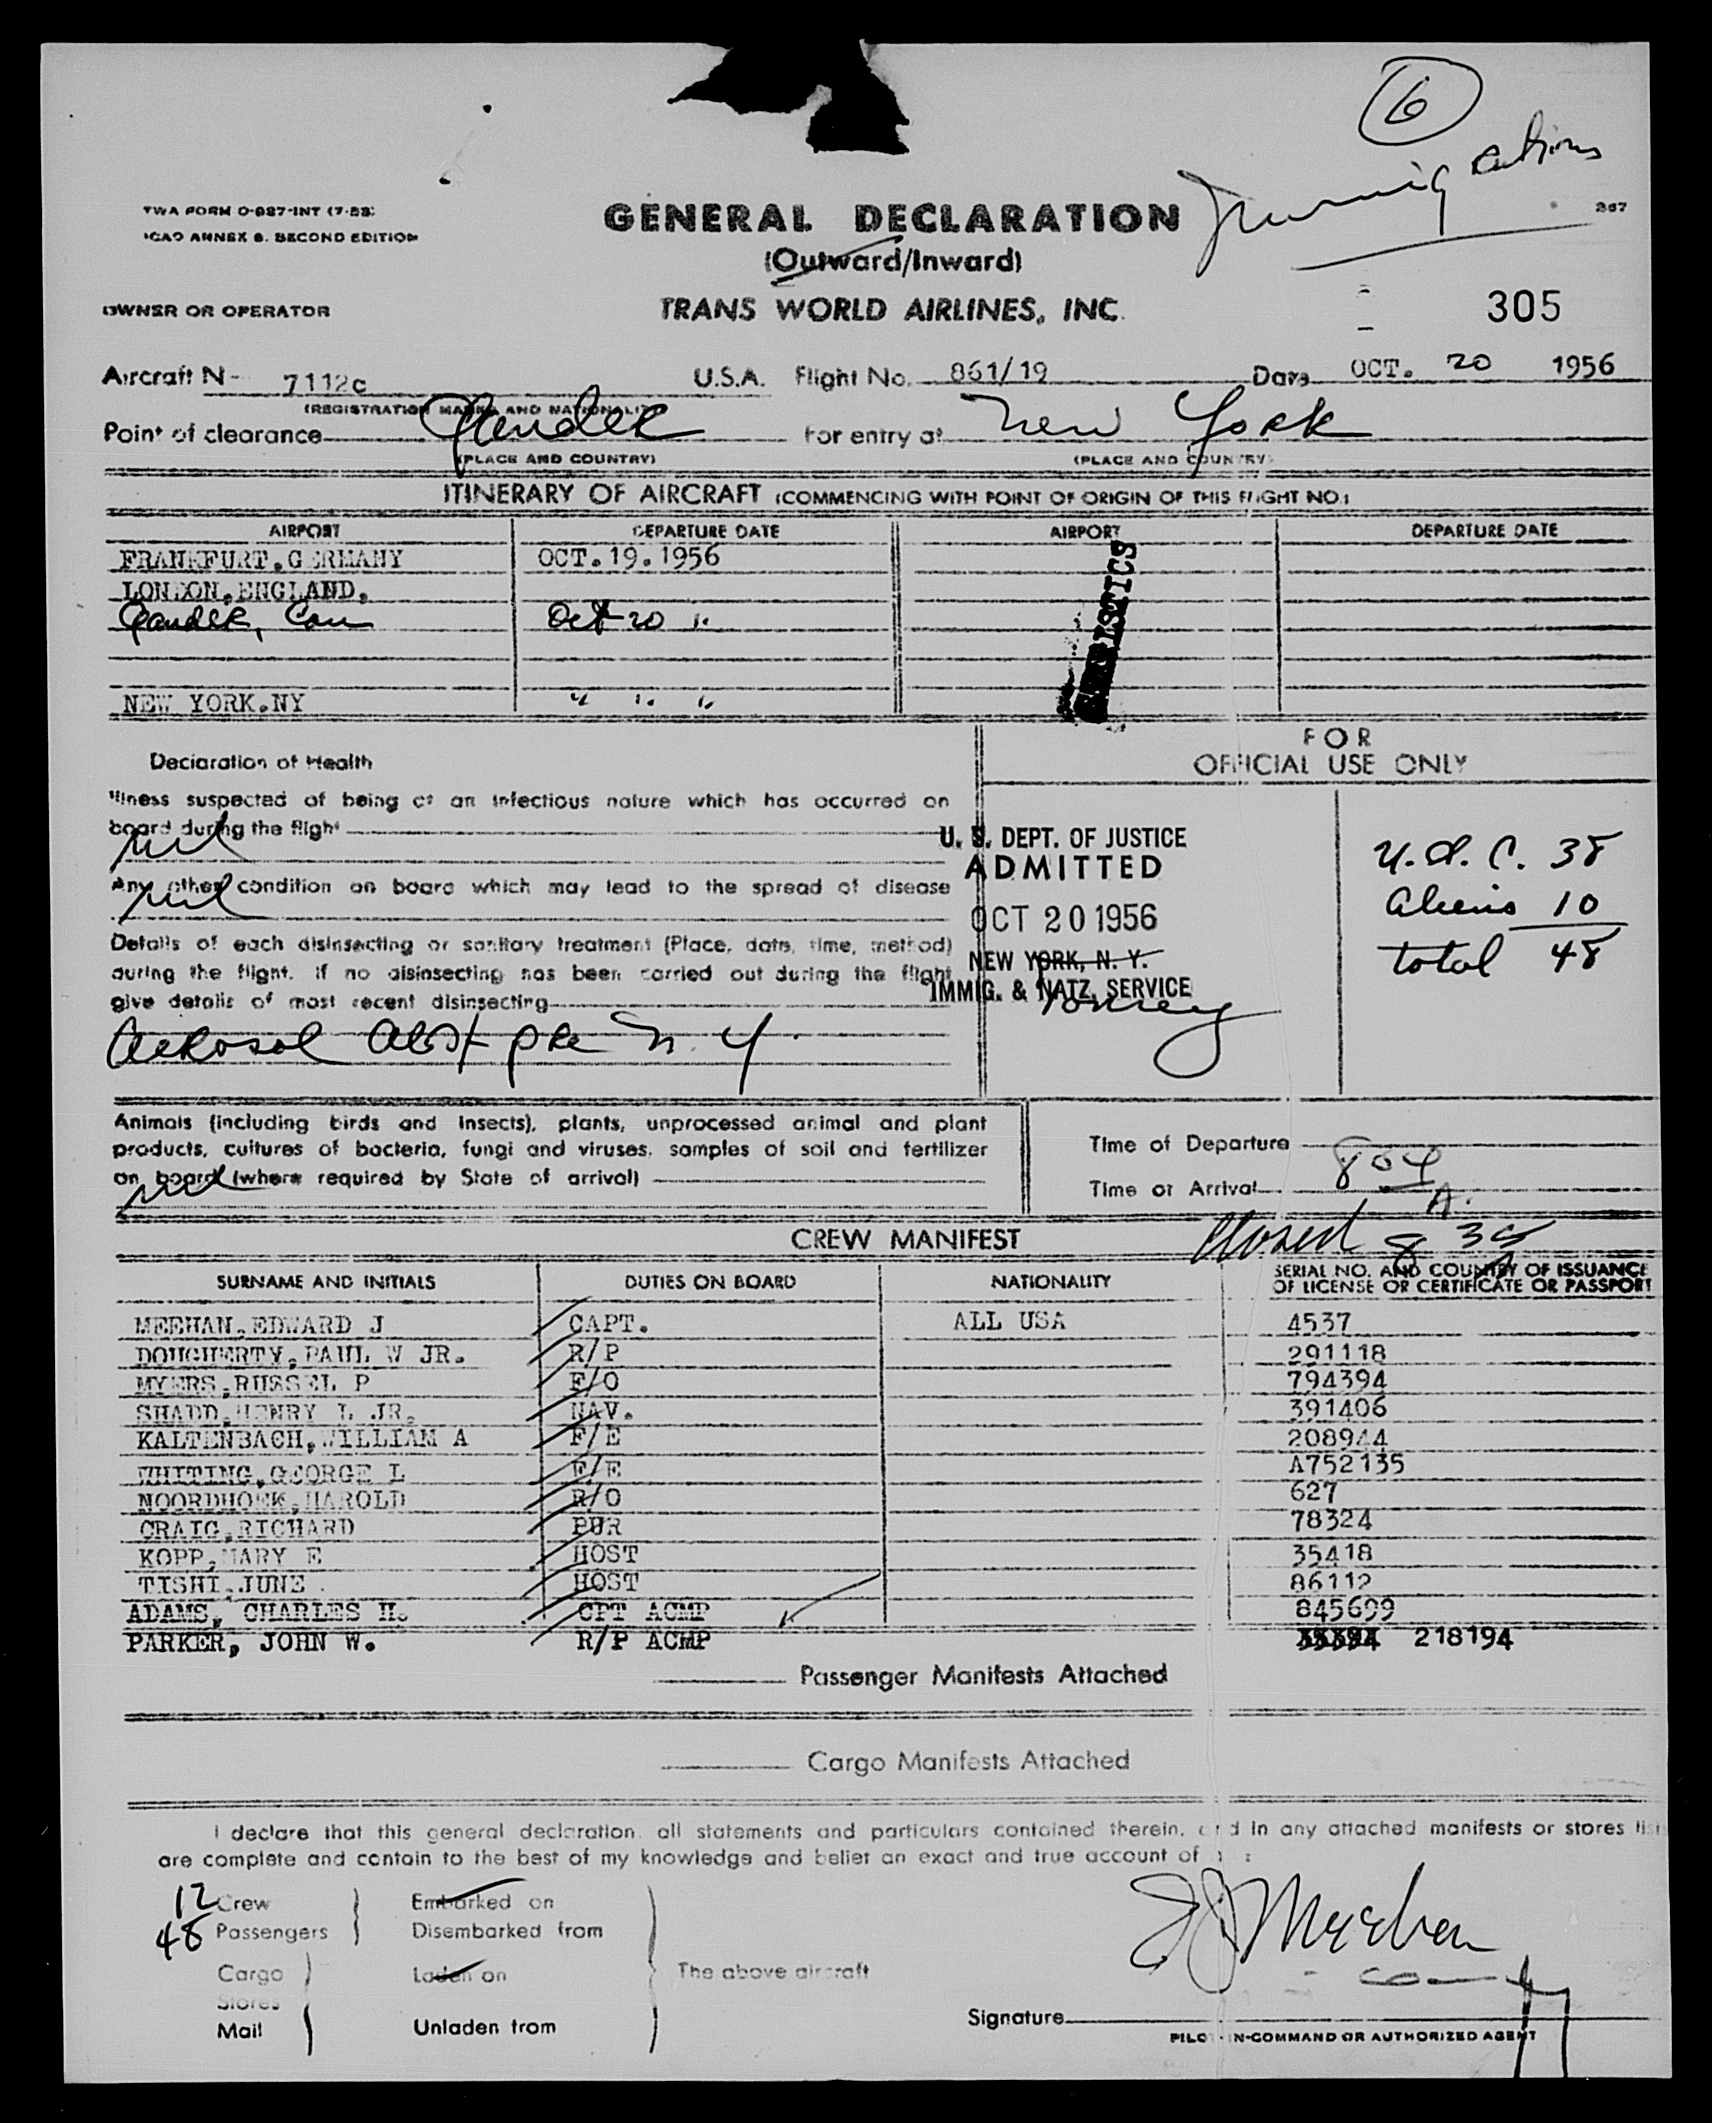 6
Immigrations
TWA FORM O-987-INT (7-53)
ICAO ANNEX 9. SECOND EDITION
GENERAL DECLARATION
267
(Outward/Inward)
OWNER OR OPERATOR
TRANS WORLD AIRLINES, INC.
305
Aircraft N- 7112c U.S.A. Flight No. 861/19 Date OCT. 20 1956
(REGISTRATION MARKS AND NATIONALITY)
Point of clearance Gander For entry at New York
(PLACE AND COUNTRY) (PLACE AND COUNTRY)
ITINERARY OF AIRCRAFT (COMMENCING WITH POINT OF ORIGIN OF THIS FLIGHT NO.)
AIRPORT DEPARTURE DATE AIRPORT DEPARTURE DATE
FRANKFURT.GERMANY OCT.19.1956
LONDON,ENGLAND,
Gander, Can Oct 20 "
NEW YORK.NY " " "
STATISTICS
FOR
OFFICIAL USE ONLY
Declaration of Health
Illness suspected of being of an infectious nature which has occurred on
board during the flight
nil
Any other condition on board which may lead to the spread of disease
nil
Details of each disinsecting or sanitary treatment (Place, date, time, method)
during the flight. If no disinsecting has been carried out during the flight
give details of most recent disinsecting
Aerosol N.Y.
U. S. DEPT. OF JUSTICE
ADMITTED
OCT 20 1956
NEW YORK, N. Y.
IMMIG. & NATZ. SERVICE
U.S.C. 38
Aliens 10
total 48
Animals (including birds and insects), plants, unprocessed animal and plant
products, cultures of bacteria, fungi and viruses, samples of soil and fertilizer
on board (where required by State of arrival)
nil
Time of Departure
Time of Arrival 804 A.
Closed 8 35 A
CREW MANIFEST
SURNAME AND INITIALS DUTIES ON BOARD NATIONALITY SERIAL NO. AND COUNTRY OF ISSUANCE
OF LICENSE OR CERTIFICATE OR PASSPORT
MEEHAN,EDWARD J CAPT. ALL USA 4537
DOUGHERTY,PAUL W JR. R/P 291118
MYERS,RUSSEL P F/O 794394
SHADD,HENRY L JR. NAV. 391406
KALTENBACH,WILLIAM A F/E 208944
WHITING,GEORGE L F/E A752135
NOORDHOEK,HAROLD R/O 627
CRAIG,RICHARD PUR 78324
KOPP,MARY E HOST 35418
TISHI,JUNE HOST 86112
ADAMS, CHARLES H. CPT ACMP 845699
PARKER, JOHN W. R/P ACMP 218194
Passenger Manifests Attached
Cargo Manifests Attached
I declare that this general declaration, all statements and particulars contained therein, and in any attached manifests or stores lists
are complete and contain to the best of my knowledge and belief an exact and true account of
12 Crew Embarked on
48 Passengers Disembarked from
Cargo Laden on The above aircraft
Stores
Mail Unladen from
E J Meehan
Signature
PILOT-IN-COMMAND OR AUTHORIZED AGENT